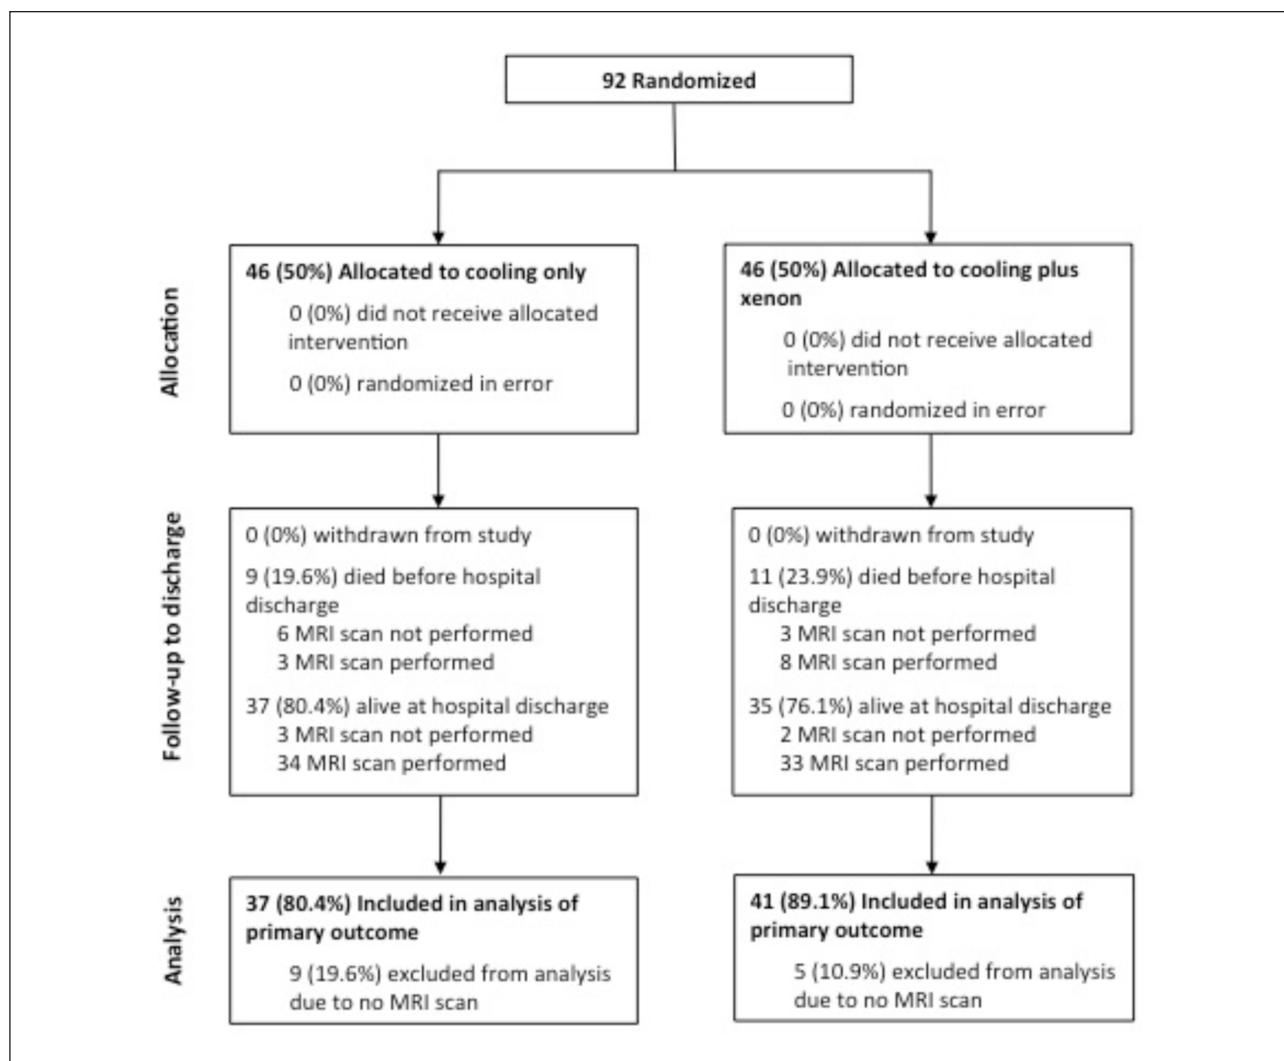 92 Randomized
Allocation
46 (50%) Allocated to cooling only
0 (0%) did not receive allocated
intervention
0 (0%) randomized in error
46 (50%) Allocated to cooling plus
xenon
0 (0%) did not receive allocated
intervention
0 (0%) randomized in error
Follow-up to discharge
0 (0%) withdrawn from study
9 (19.6%) died before hospital
discharge
6 MRI scan not performed
3 MRI scan performed
37 (80.4%) alive at hospital discharge
3 MRI scan not performed
34 MRI scan performed
0 (0%) withdrawn from study
11 (23.9%) died before hospital
discharge
3 MRI scan not performed
8 MRI scan performed
35 (76.1%) alive at hospital discharge
2 MRI scan not performed
33 MRI scan performed
Analysis
37 (80.4%) Included in analysis of
primary outcome
9 (19.6%) excluded from analysis
due to no MRI scan
41 (89.1%) Included in analysis of
primary outcome
5 (10.9%) excluded from analysis
due to no MRI scan